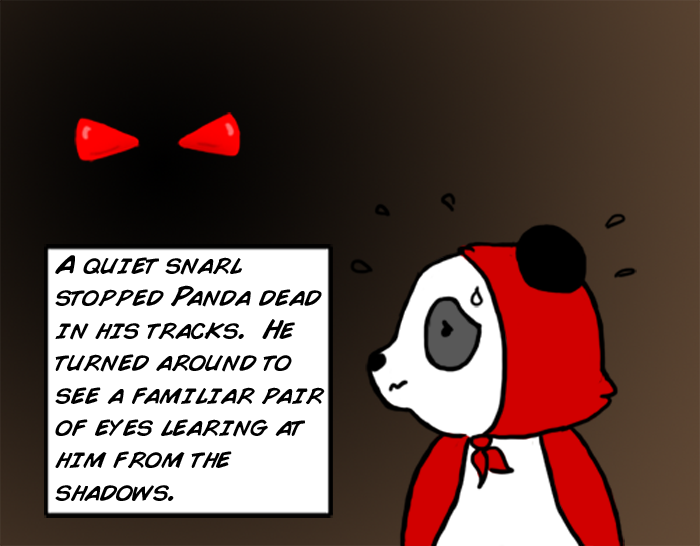 A QUIET SNARL
STOPPED PANDA DEAD
IN HIS TRACKS. HE
TURNED AROUND TO
SEE A FAMILIAR PAIR
OF EYES LEARING AT
HIM FROM THE
SHADOWS.